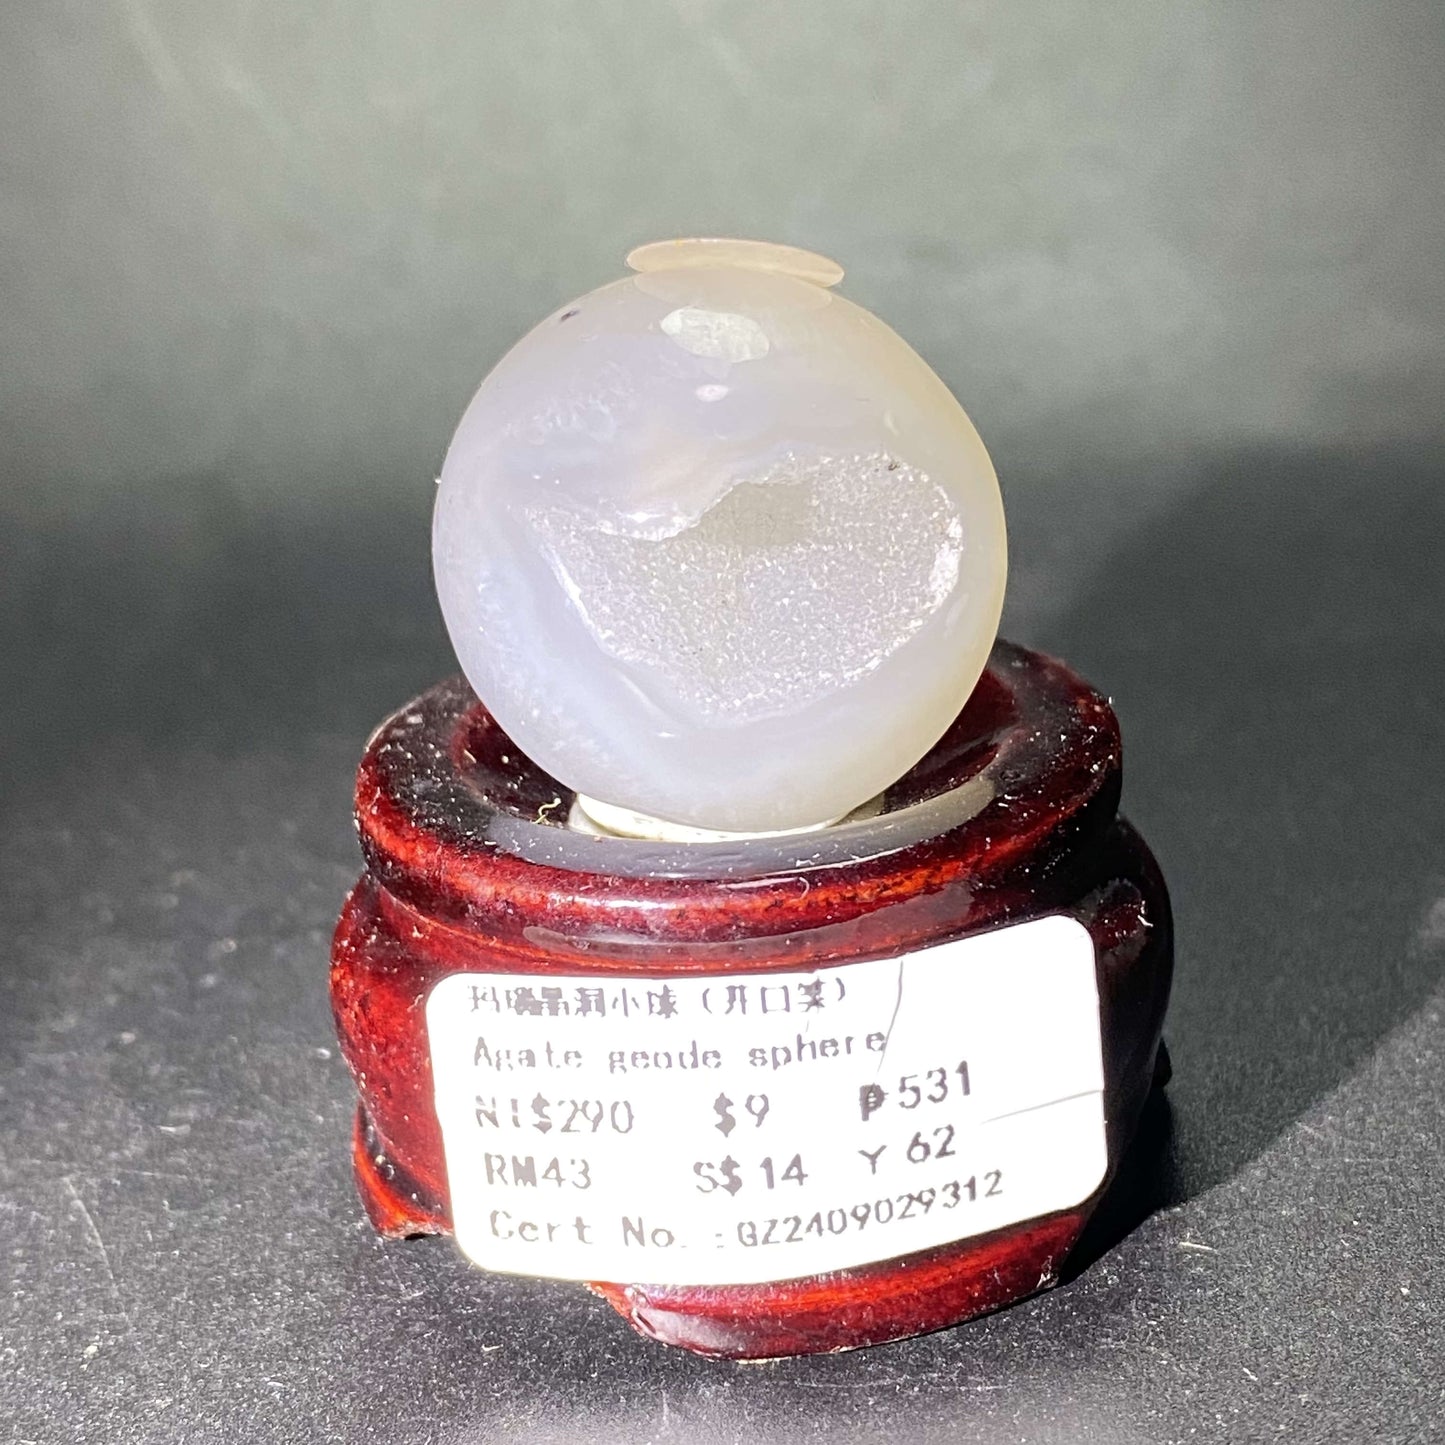 玛瑙晶洞小球（开口笑）
Agate geode sphere
NT$290 $9 ₱531
RM43 S$14 Y 62
Cert No.:GZ2409029312